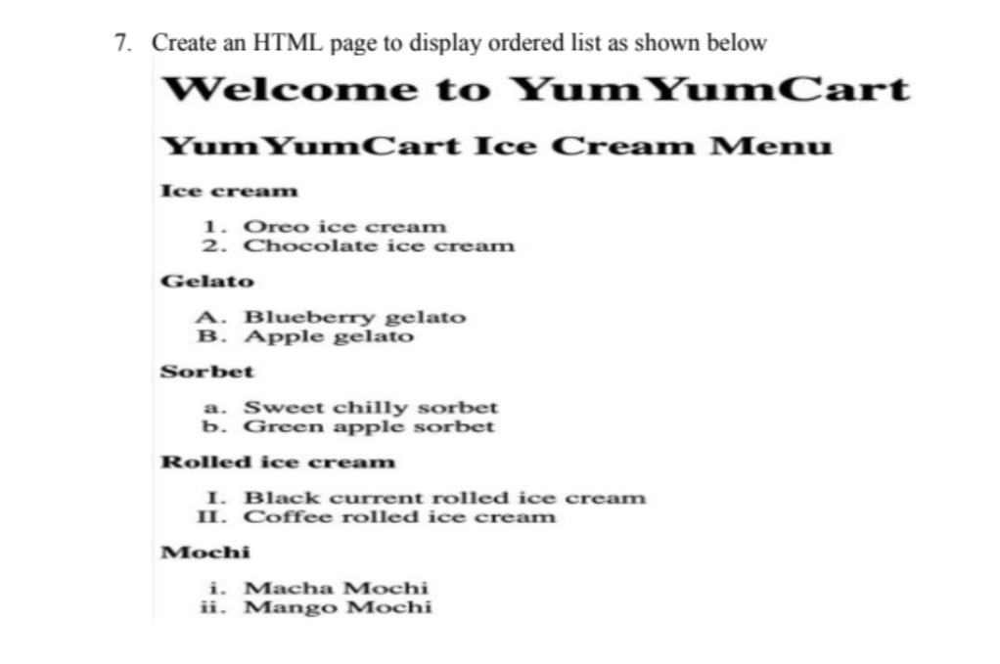 7. Create an HTML page to display ordered list as shown below
Welcome to YumYumCart
YumYumCart Ice Cream Menu
Ice cream
1. Oreo ice cream
2. Chocolate ice cream
Gelato
A. Blueberry gelato
B. Apple gelato
Sorbet
a. Sweet chilly sorbet
b. Green apple sorbet
Rolled ice cream
I. Black current rolled ice cream
II. Coffee rolled ice cream
Mochi
i. Macha Mochi
ii. Mango Mochi